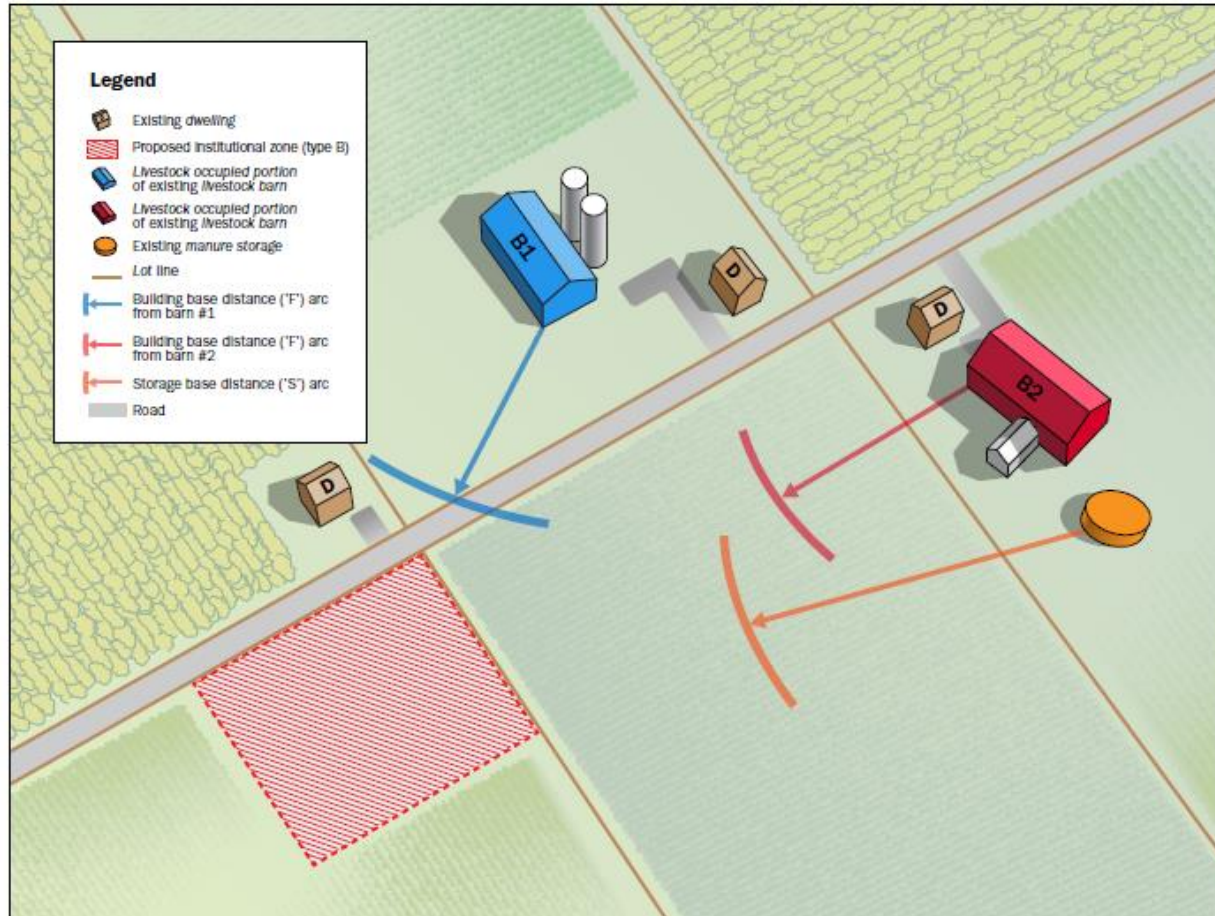 Legend
Existing dwelling
Proposed institutional zone (type B)
Livestock occupied portion
of existing livestock barn
Livestock occupied portion
of existing livestock barn
Existing manure storage
Lot line
Building base distance ('F') arc
from barn #1
Building base distance ('F') arc
from barn #2
Storage base distance ('S') arc
Road
B1
D
D
B2
D